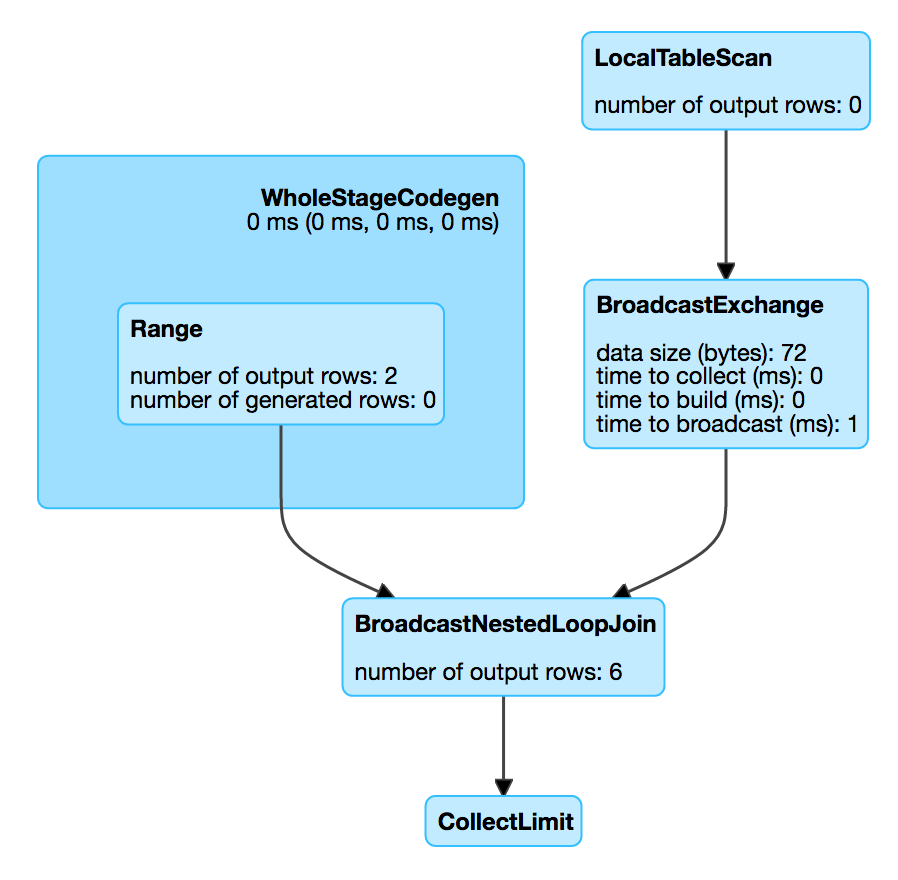 LocalTableScan
number of output rows: 0
WholeStageCodegen
0 ms (0 ms, 0 ms, 0 ms)
Range
number of output rows: 2
number of generated rows: 0
BroadcastExchange
data size (bytes): 72
time to collect (ms): 0
time to build (ms): 0
time to broadcast (ms): 1
BroadcastNestedLoopJoin
number of output rows: 6
CollectLimit